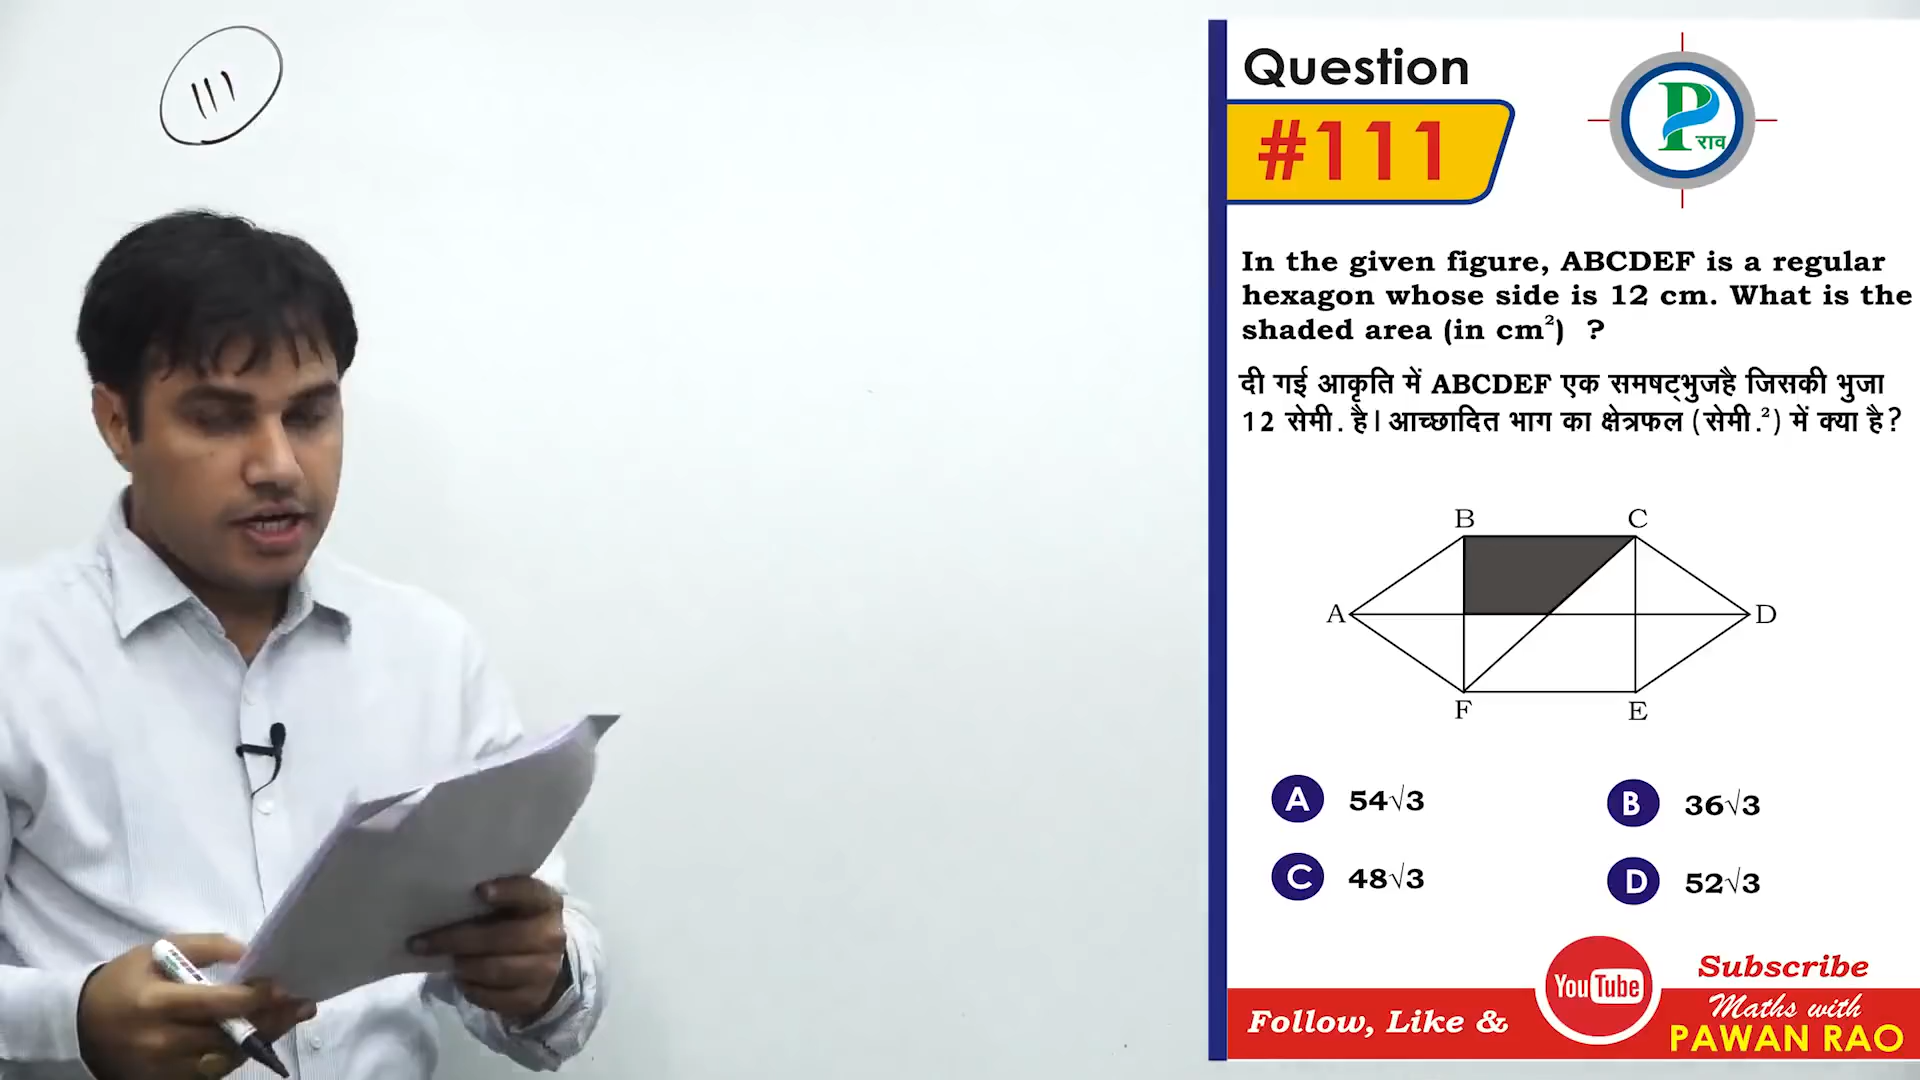 111
Question
#111
P राव
In the given figure, ABCDEF is a regular
hexagon whose side is 12 cm. What is the
shaded area (in cm²) ?
दी गई आकृति में ABCDEF एक समषट्भुजहै जिसकी भुजा
12 सेमी. है। आच्छादित भाग का क्षेत्रफल (सेमी.²) में क्या है?
B C
A D
F E
A 54√3 B 36√3
C 48√3 D 52√3
Follow, Like &
YouTube
Subscribe
Maths with
PAWAN RAO